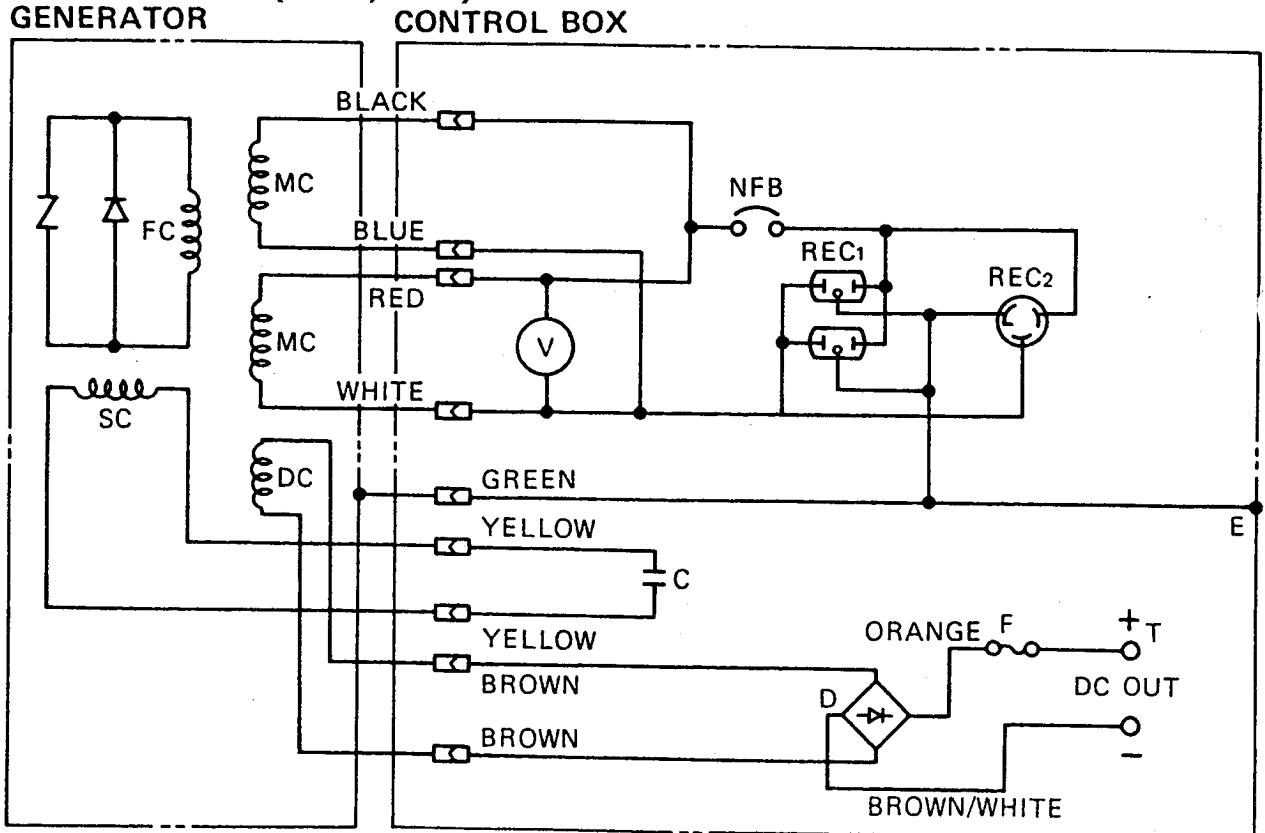 GENERATOR
CONTROL BOX
BLACK
MC
NFB
FC
BLUE
REC1
REC2
RED
MC
V
WHITE
SC
DC
GREEN
YELLOW
E
C
YELLOW
ORANGE F
+
T
BROWN
D
DC OUT
BROWN
−
BROWN/WHITE